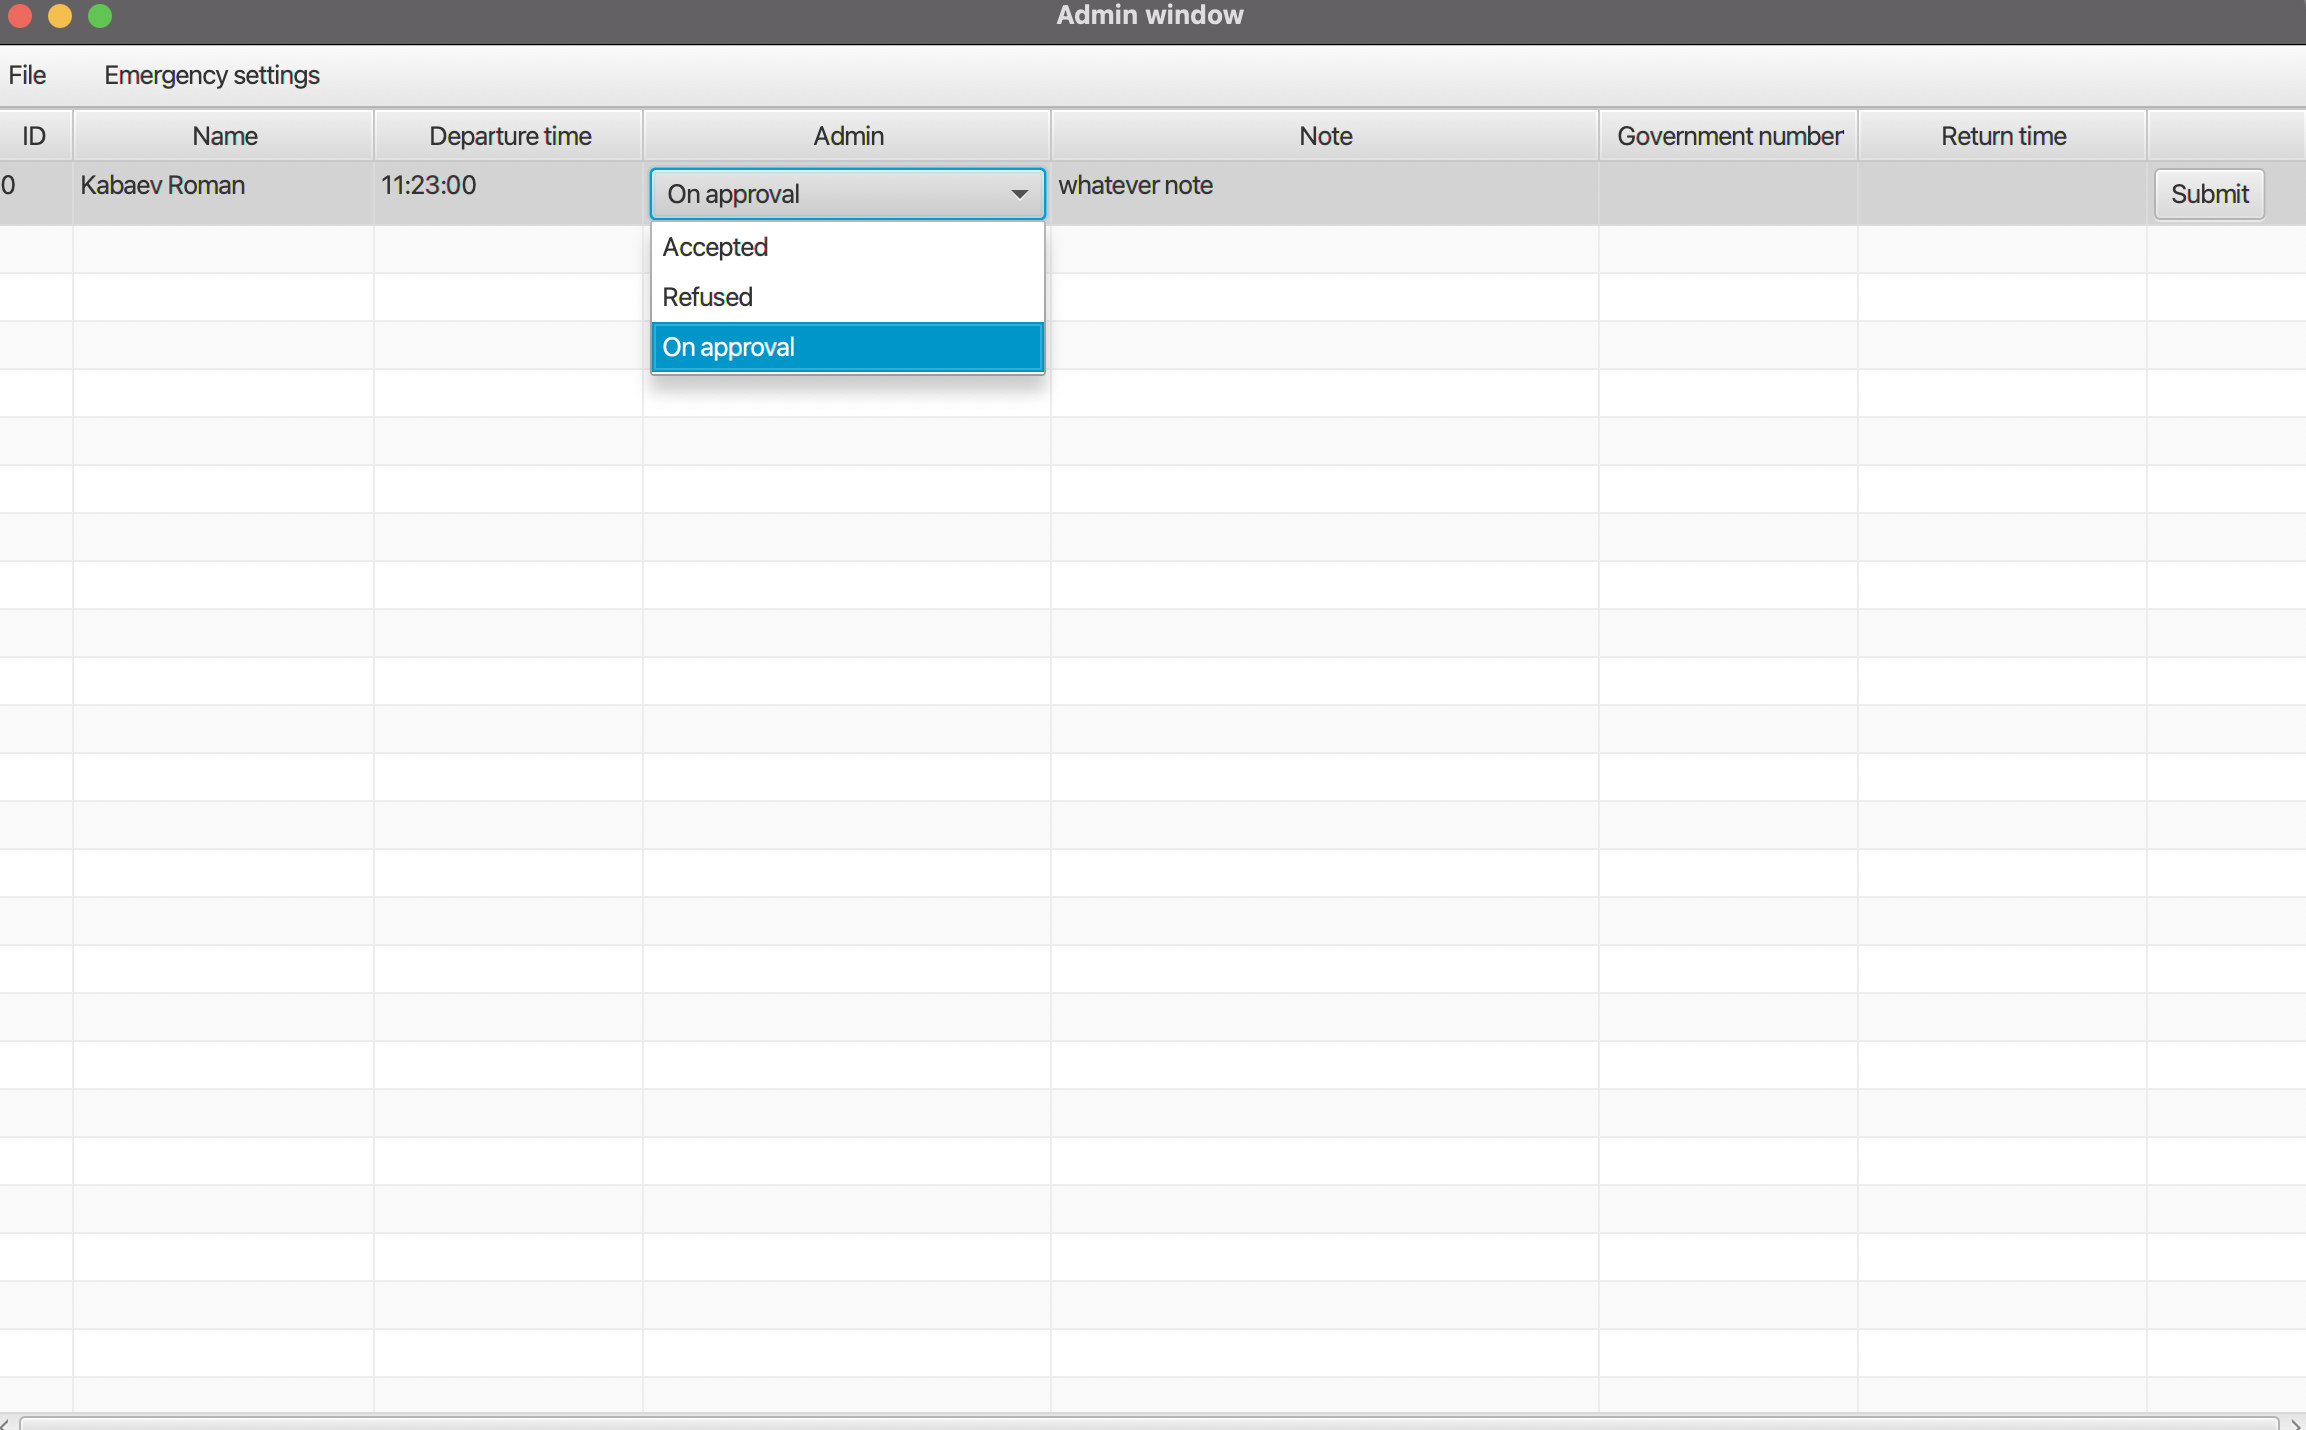 Admin window
File Emergency settings
ID Name Departure time Admin Note Government number Return time
0 Kabaev Roman 11:23:00 On approval whatever note Submit
Accepted
Refused
On approval